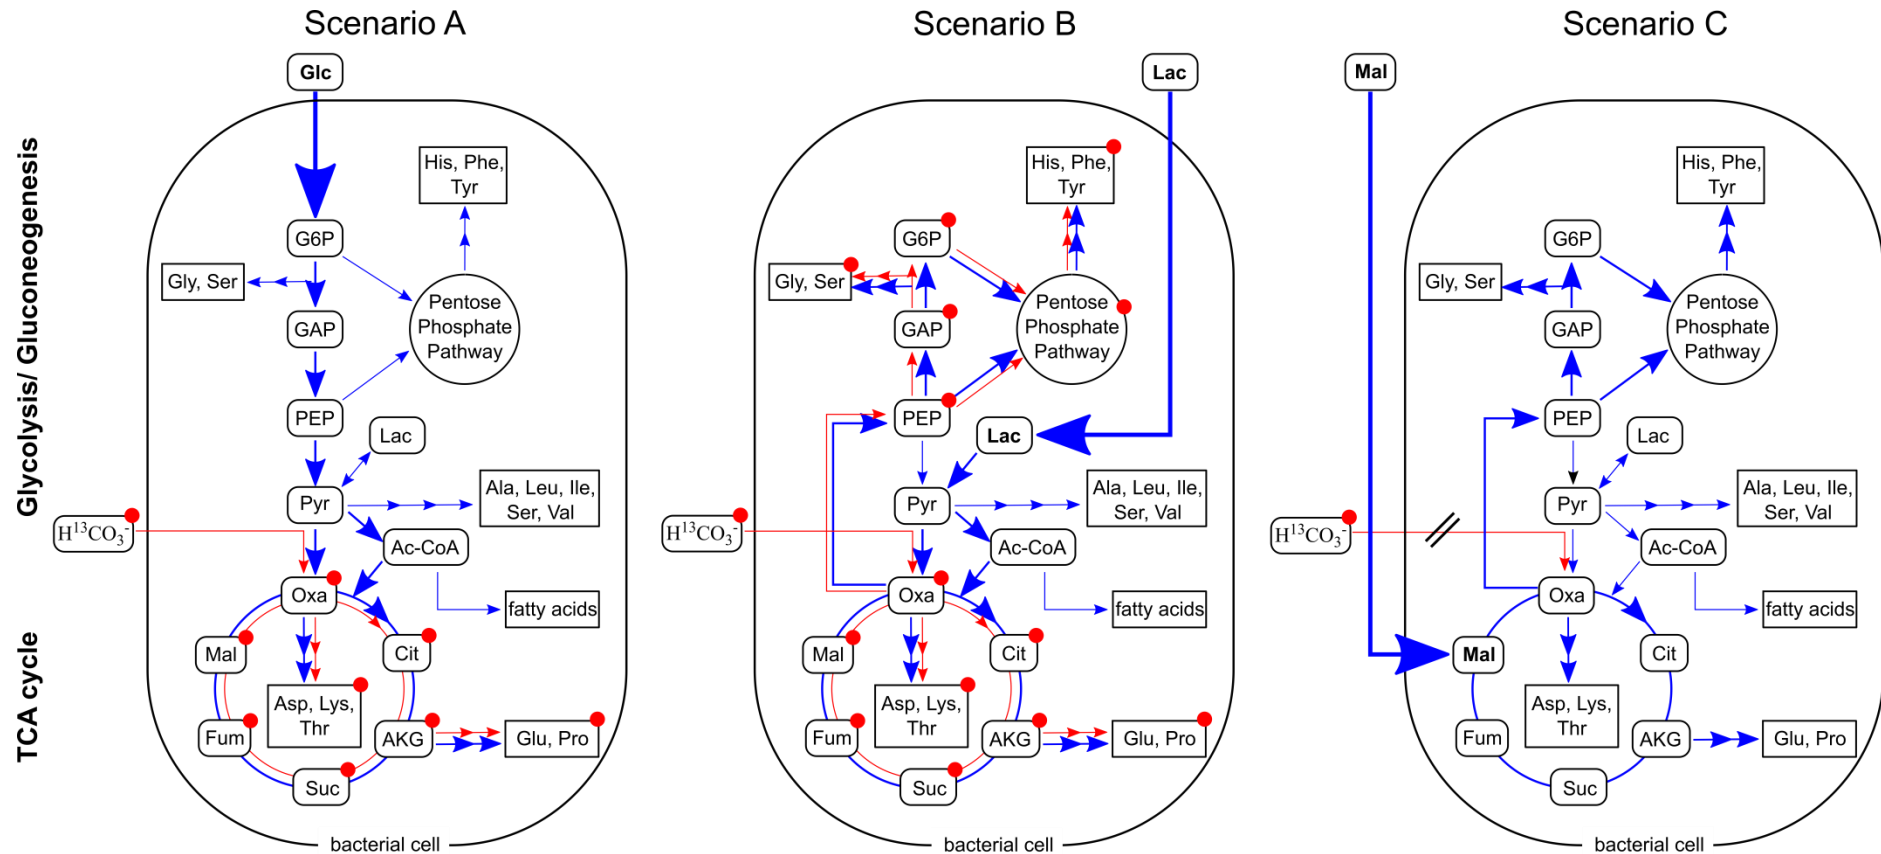 Scenario A
Scenario B
Scenario C
Glycolysis/ Gluconeogenesis
TCA cycle
Glc
His, Phe,
Tyr
G6P
Gly, Ser
Pentose
Phosphate
Pathway
GAP
PEP
Lac
Pyr
Ala, Leu, Ile,
Ser, Val
H¹³CO₃⁻
Ac-CoA
Oxa
fatty acids
Mal
Cit
Asp, Lys,
Thr
Fum
AKG
Glu, Pro
Suc
bacterial cell
Lac
His, Phe,
Tyr
G6P
Gly, Ser
Pentose
Phosphate
Pathway
GAP
PEP
Lac
Pyr
Ala, Leu, Ile,
Ser, Val
H¹³CO₃⁻
Ac-CoA
Oxa
fatty acids
Mal
Cit
Asp, Lys,
Thr
Fum
AKG
Glu, Pro
Suc
bacterial cell
Mal
His, Phe,
Tyr
G6P
Gly, Ser
Pentose
Phosphate
Pathway
GAP
PEP
Lac
Pyr
Ala, Leu, Ile,
Ser, Val
H¹³CO₃⁻
Ac-CoA
Oxa
fatty acids
Mal
Cit
Asp, Lys,
Thr
Fum
AKG
Glu, Pro
Suc
bacterial cell